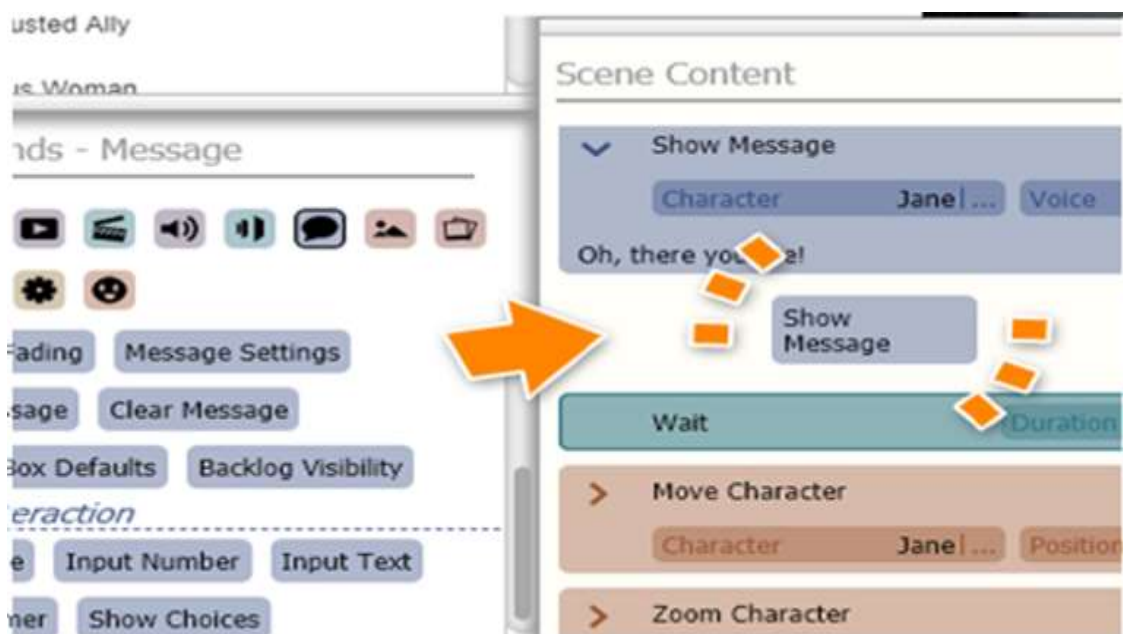 usted Ally
us Woman
nds - Message
Fading Message Settings
sage Clear Message
Box Defaults Backlog Visibility
eraction
e Input Number Input Text
mer Show Choices
Scene Content
Show Message
Character Jane ... Voice
Oh, there you e!
Show
Message
Wait Duration
Move Character
Character Jane ... Position
Zoom Character